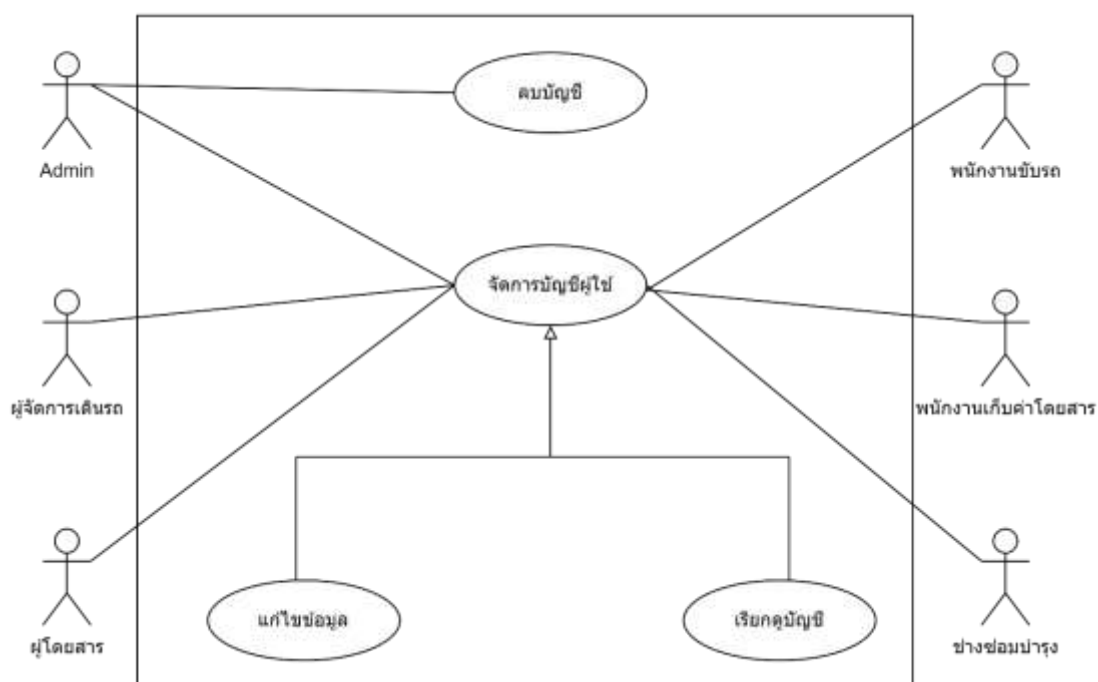 ลบบัญชี
Admin
พนักงานขับรถ
จัดการบัญชีผู้ใช้
ผู้จัดการเดินรถ
พนักงานเก็บค่าโดยสาร
แก้ไขข้อมูล
เรียกดูบัญชี
ผู้โดยสาร
ช่างซ่อมบำรุง